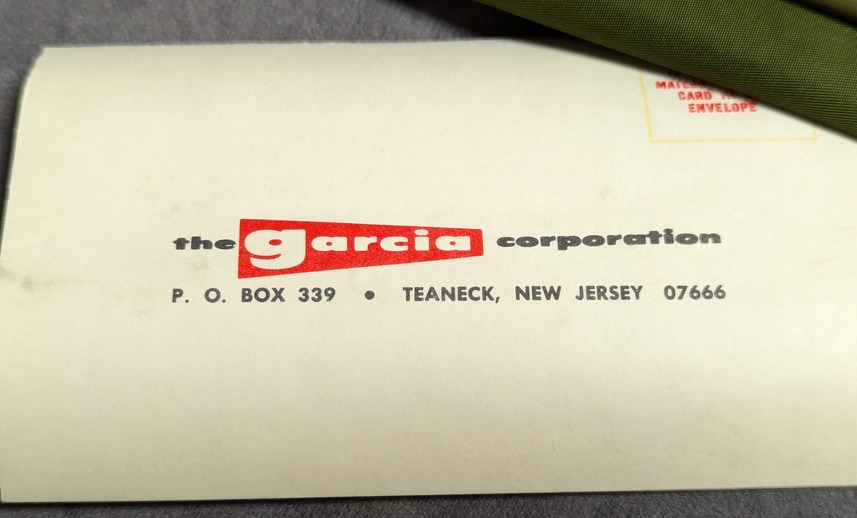 CARD
ENVELOPE
the garcia corporation
P. O. BOX 339 • TEANECK, NEW JERSEY 07666